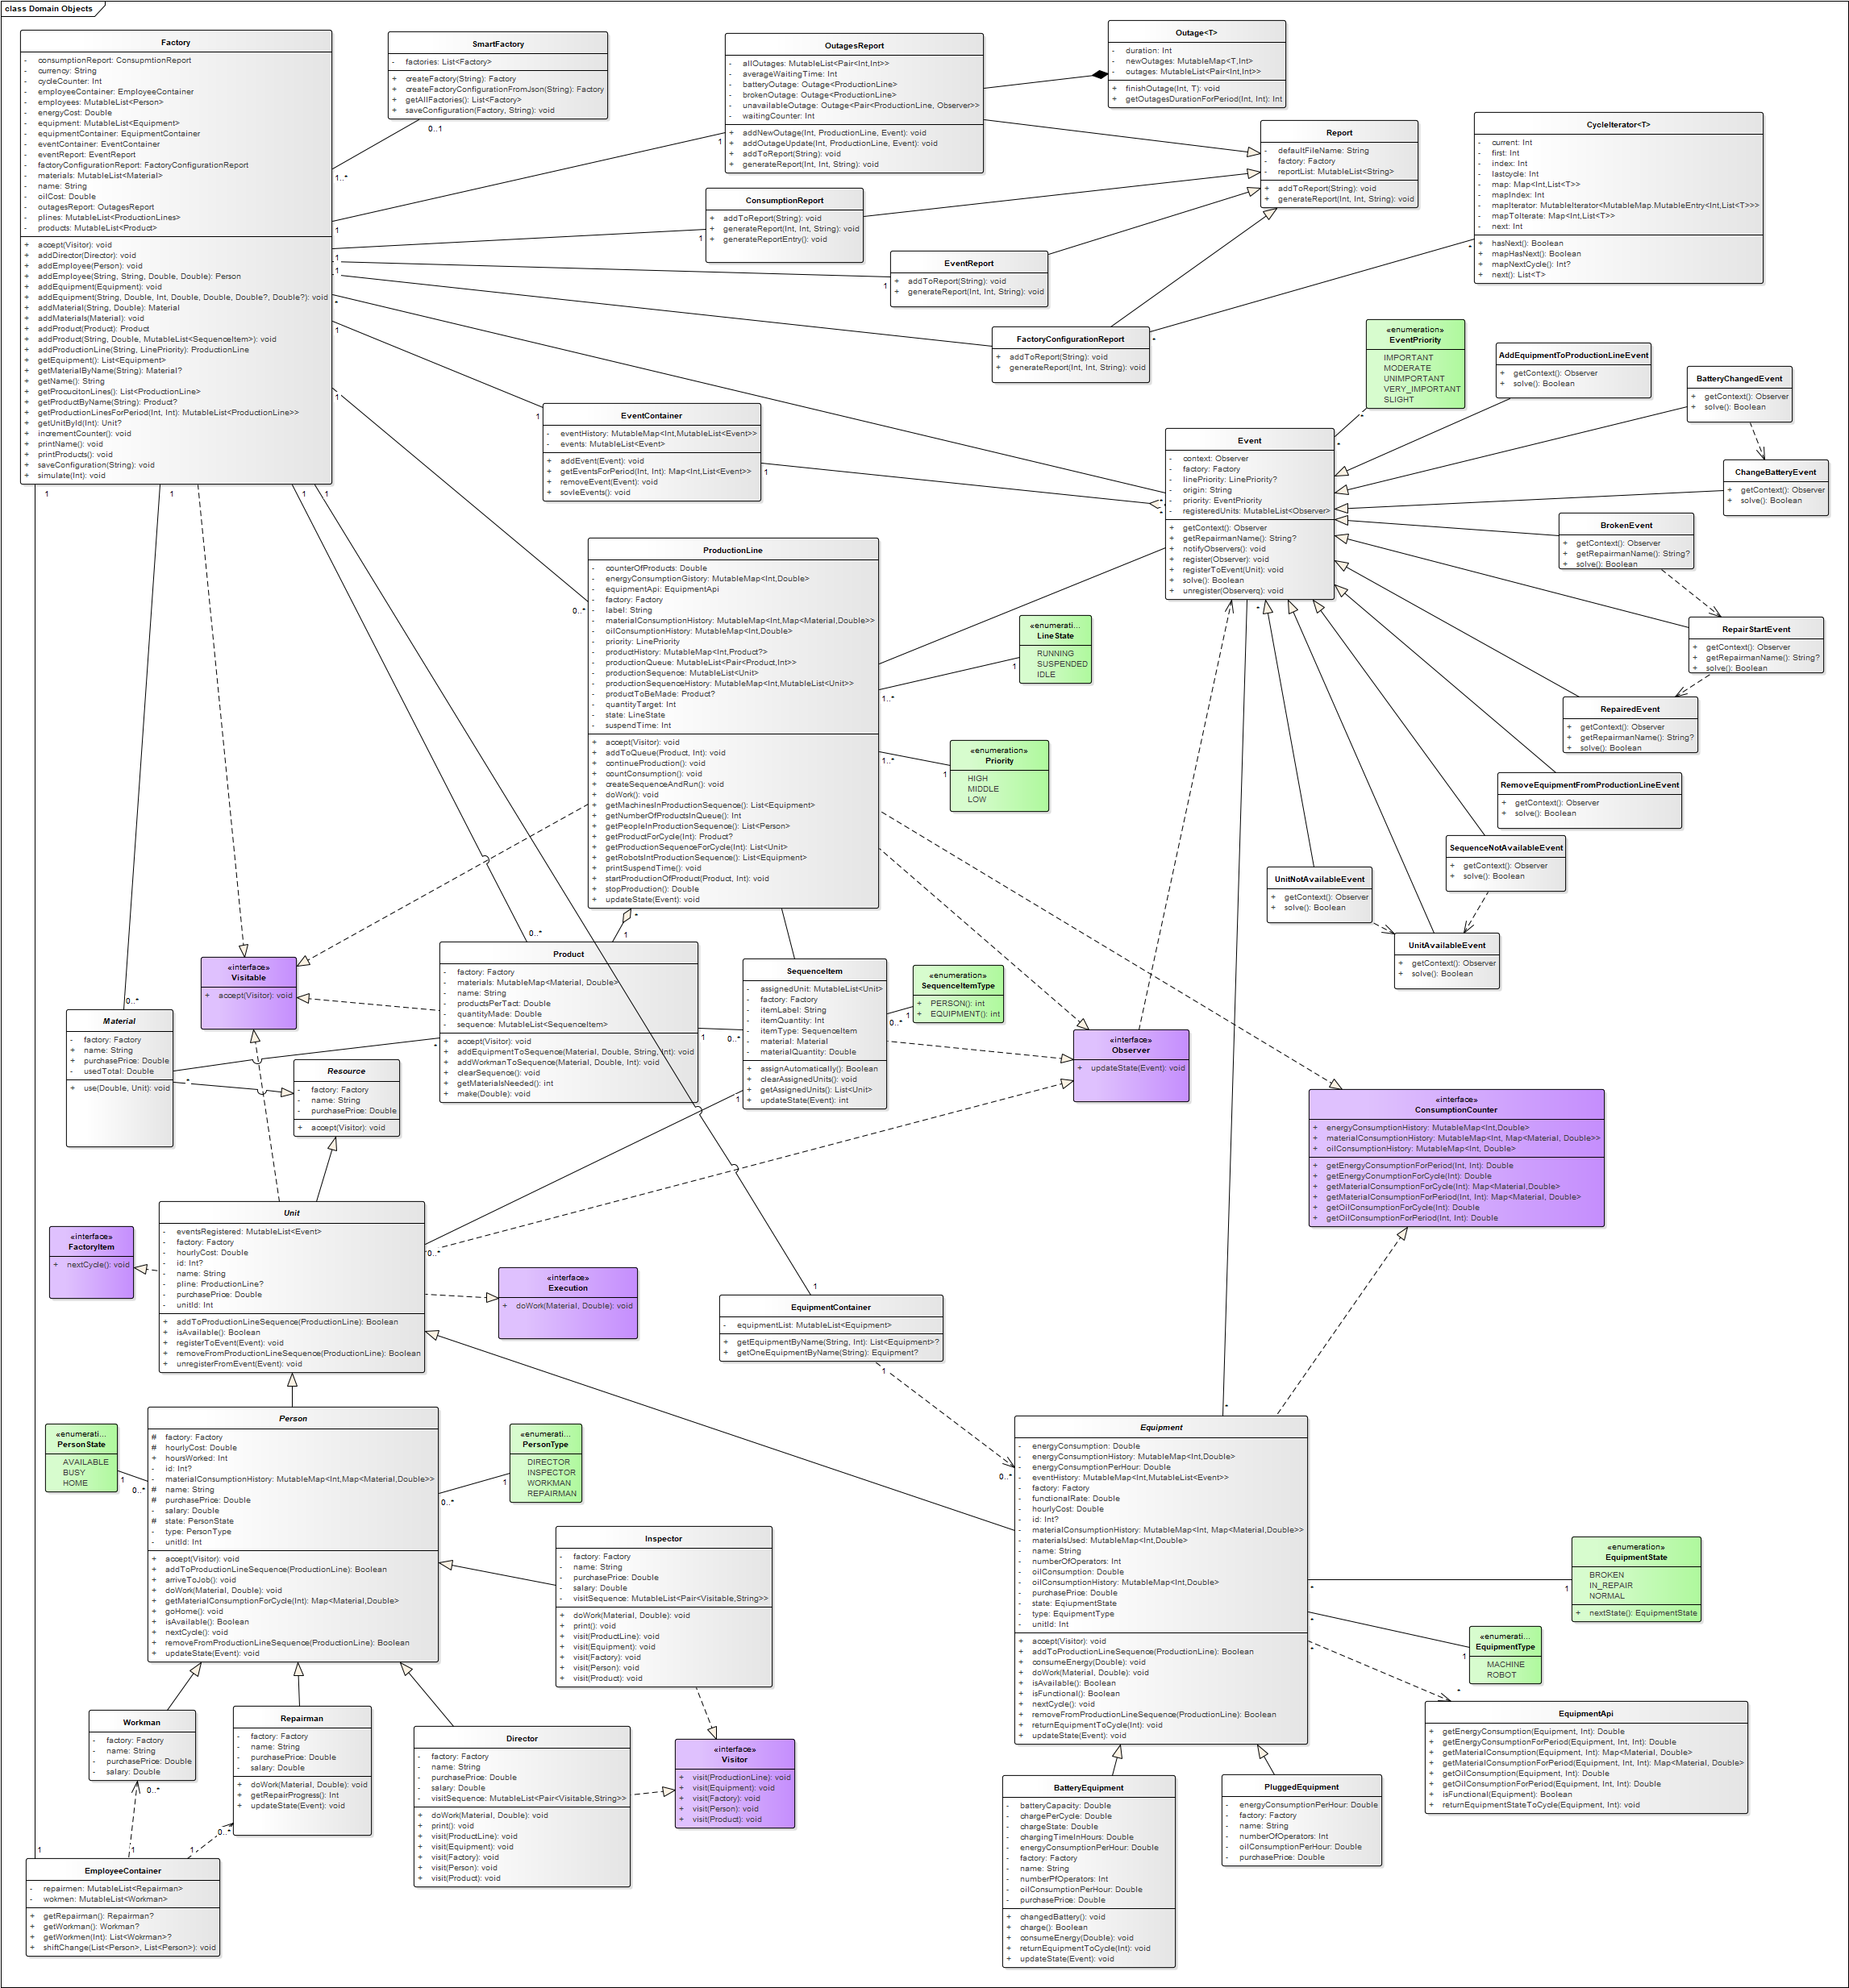 class Domain Objects
Factory
- consumptionReport: ConsupmtionReport
- currency: String
- cycleCounter: Int
- employeeContainer: EmployeeContainer
- employees: MutableList<Person>
- energyCost: Double
- equipment: MutableList<Equipment>
- equipmentContainer: EquipmentContainer
- eventContainer: EventContainer
- eventReport: EventReport
- factoryConfigurationReport: FactoryConfigurationReport
- materials: MutableList<Material>
- name: String
- oilCost: Double
- outagesReport: OutagesReport
- plines: MutableList<ProductionLines>
- products: MutableList<Product>
+ accept(Visitor): void
+ addDirector(Director): void
+ addEmployee(Person): void
+ addEmployee(String, String, Double, Double): Person
+ addEquipment(Equipment): void
+ addEquipment(String, Double, Int, Double, Double, Double?, Double?): void
+ addMaterial(String, Double): Material
+ addMaterials(Material): void
+ addProduct(Product): Product
+ addProduct(String, Double, MutableList<SequenceItem>): void
+ addProductionLine(String, LinePriority): ProductionLine
+ getEquipment(): List<Equipment>
+ getMaterialByName(String): Material?
+ getName(): String
+ getProcucitonLines(): List<ProductionLine>
+ getProductByName(String): Product?
+ getProductionLinesForPeriod(Int, Int): MutableList<ProductionLine>>
+ getUnitById(Int): Unit?
+ incrementCounter(): void
+ printName(): void
+ printProducts(): void
+ saveConfiguration(String): void
+ simulate(Int): void
SmartFactory
- factories: List<Factory>
+ createFactory(String): Factory
+ createFactoryConfigurationFromJson(String): Factory
+ getAllFactories(): List<Factory>
+ saveConfiguration(Factory, String): void
0..1
1..*
OutagesReport
- allOutages: MutableList<Pair<Int,Int>>
- averageWaitingTime: Int
- batteryOutage: Outage<ProductionLine>
- brokenOutage: Outage<ProductionLine>
- unavailableOutage: Outage<Pair<ProductionLine, Observer>>
- waitingCounter: Int
+ addNewOutage(Int, ProductionLine, Event): void
+ addOutageUpdate(Int, ProductionLine, Event): void
+ addToReport(String): void
+ generateReport(Int, Int, String): void
1
1
Outage<T>
- duration: Int
- newOutages: MutableMap<T,Int>
- outages: MutableList<Pair<Int,Int>>
+ finishOutage(Int, T): void
+ getOutagesDurationForPeriod(Int, Int): Int
Report
- defaultFileName: String
- factory: Factory
- reportList: MutableList<String>
+ addToReport(String): void
+ generateReport(Int, Int, String): void
CycleIterator<T>
- current: Int
- first: Int
- index: Int
- lastcycle: Int
- map: Map<Int,List<T>>
- mapIndex: Int
- mapIterator: MutableIterator<MutableMap.MutableEntry<Int,List<T>>>
- mapToIterate: Map<Int,List<T>>
- next: Int
+ hasNext(): Boolean
+ mapHasNext(): Boolean
+ mapNextCycle(): Int?
+ next(): List<T>
*
*
ConsumptionReport
+ addToReport(String): void
+ generateReport(Int, Int, String): void
+ generateReportEntry(): void
1
1
EventReport
+ addToReport(String): void
+ generateReport(Int, Int, String): void
1
1
FactoryConfigurationReport
+ addToReport(String): void
+ generateReport(Int, Int, String): void
*
1
«enumeration»
EventPriority
IMPORTANT
MODERATE
UNIMPORTANT
VERY_IMPORTANT
SLIGHT
*
*
AddEquipmentToProductionLineEvent
+ getContext(): Observer
+ solve(): Boolean
BatteryChangedEvent
+ getContext(): Observer
+ solve(): Boolean
EventContainer
- eventHistory: MutableMap<Int,MutableList<Event>>
- events: MutableList<Event>
+ addEvent(Event): void
+ getEventsForPeriod(Int, Int): Map<Int,List<Event>>
+ removeEvent(Event): void
+ sovleEvents(): void
1
1
Event
- context: Observer
- factory: Factory
- linePriority: LinePriority?
- origin: String
- priority: EventPriority
- registeredUnits: MutableList<Observer>
+ getContext(): Observer
+ getRepairmanName(): String?
+ notifyObservers(): void
+ register(Observer): void
+ registerToEvent(Unit): void
+ solve(): Boolean
+ unregister(Observerq): void
*
*
*
ChangeBatteryEvent
+ getContext(): Observer
+ solve(): Boolean
BrokenEvent
+ getContext(): Observer
+ getRepairmanName(): String?
+ solve(): Boolean
RepairStartEvent
+ getContext(): Observer
+ getRepairmanName(): String?
+ solve(): Boolean
RepairedEvent
+ getContext(): Observer
+ getRepairmanName(): String?
+ solve(): Boolean
RemoveEquipmentFromProductionLineEvent
+ getContext(): Observer
+ solve(): Boolean
SequenceNotAvailableEvent
+ getContext(): Observer
+ solve(): Boolean
UnitNotAvailableEvent
+ getContext(): Observer
+ solve(): Boolean
UnitAvailableEvent
+ getContext(): Observer
+ solve(): Boolean
ProductionLine
- counterOfProducts: Double
- energyConsumptionGistory: MutableMap<Int,Double>
- equipmentApi: EquipmentApi
- factory: Factory
- label: String
- materialConsumptionHistory: MutableMap<Int,Map<Material,Double>>
- oilConsumptionHistory: MutableMap<Int,Double>
- priority: LinePriority
- productHistory: MutableMap<Int,Product?>
- productionQueue: MutableList<Pair<Product,Int>>
- productionSequence: MutableList<Unit>
- productionSequenceHistory: MutableMap<Int,MutableList<Unit>>
- productToBeMade: Product?
- quantityTarget: Int
- state: LineState
- suspendTime: Int
+ accept(Visitor): void
+ addToQueue(Product, Int): void
+ continueProduction(): void
+ countConsumption(): void
+ createSequenceAndRun(): void
+ doWork(): void
+ getMachinesInProductionSequence(): List<Equipment>
+ getNumberOfProductsInQueue(): Int
+ getPeopleInProductionSequence(): List<Person>
+ getProductForCycle(Int): Product?
+ getProductionSequenceForCycle(Int): List<Unit>
+ getRobotsIntProductionSequence(): List<Equipment>
+ printSuspendTime(): void
+ startProductionOfProduct(Product, Int): void
+ stopProduction(): Double
+ updateState(Event): void
0..*
1..*
1..*
*
«enumerati...
LineState
RUNNING
SUSPENDED
IDLE
1
«enumeration»
Priority
HIGH
MIDDLE
LOW
1
«interface»
Visitable
+ accept(Visitor): void
Product
- factory: Factory
- materials: MutableMap<Material, Double>
- name: String
- productsPerTact: Double
- quantityMade: Double
- sequence: MutableList<SequenceItem>
+ accept(Visitor): void
+ addEquipmentToSequence(Material, Double, String, Int): void
+ addWorkmanToSequence(Material, Double, Int): void
+ clearSequence(): void
+ getMaterialsNeeded(): int
+ make(Double): void
0..*
1
1
*
SequenceItem
- assignedUnit: MutableList<Unit>
- factory: Factory
- itemLabel: String
- itemQuantity: Int
- itemType: SequenceItem
- material: Material
- materialQuantity: Double
+ assignAutomatically(): Boolean
+ clearAssignedUnits(): void
+ getAssignedUnits(): List<Unit>
+ updateState(Event): int
0..*
0..*
1
«enumeration»
SequenceItemType
+ PERSON(): int
+ EQUIPMENT(): int
1
«interface»
Observer
+ updateState(Event): void
«interface»
ConsumptionCounter
+ energyConsumptionHistory: MutableMap<Int,Double>
+ materialConsumptionHistory: MutableMap<Int, Map<Material, Double>>
+ oilConsumptionHistory: MutableMap<Int, Double>
+ getEnergyConsumptionForPeriod(Int, Int): Double
+ getEnergyConcumptionForCycle(Int): Double
+ getMaterialConsumptionForCycle(Int): Map<Material,Double>
+ getMaterialConsumptionForPeriod(Int, Int): Map<Material, Double>
+ getOilConsumptionForCycle(Int): Double
+ getOilConsumptionForPeriod(Int, Int): Double
Material
- factory: Factory
+ name: String
+ purchasePrice: Double
- usedTotal: Double
+ use(Double, Unit): void
0..*
*
Resource
- factory: Factory
- name: String
- purchasePrice: Double
+ accept(Visitor): void
Unit
- eventsRegistered: MutableList<Event>
- factory: Factory
- hourlyCost: Double
- id: Int?
- name: String
- pline: ProductionLine?
- purchasePrice: Double
- unitId: Int
+ addToProductionLineSequence(ProductionLine): Boolean
+ isAvailable(): Boolean
+ registerToEvent(Event): void
+ removeFromProductionLineSequence(ProductionLine): Boolean
+ unregisterFromEvent(Event): void
0..*
«interface»
FactoryItem
+ nextCycle(): void
«interface»
Execution
+ doWork(Material, Double): void
EquipmentContainer
- equipmentList: MutableList<Equipment>
+ getEquipmentByName(String, Int): List<Equipment>?
+ getOneEquipmentByName(String): Equipment?
1
1
Person
# factory: Factory
# hourlyCost: Double
+ hoursWorked: Int
- id: Int?
- materialConsumptionHistory: MutableMap<Int,Map<Material,Double>>
# name: String
# purchasePrice: Double
- salary: Double
# state: PersonState
- type: PersonType
- unitId: Int
+ accept(Visitor): void
+ addToProductionLineSequence(ProductionLine): Boolean
+ arriveToJob(): void
+ doWork(Material, Double): void
+ getMaterialConsumptionForCycle(Int): Map<Material,Double>
+ goHome(): void
+ isAvailable(): Boolean
+ nextCycle(): void
+ removeFromProductionLineSequence(ProductionLine): Boolean
+ updateState(Event): void
0..*
0..*
«enumerati...
PersonState
AVAILABLE
BUSY
HOME
1
«enumerati...
PersonType
DIRECTOR
INSPECTOR
WORKMAN
REPAIRMAN
1
Inspector
- factory: Factory
- name: String
- purchasePrice: Double
- salary: Double
- visitSequence: MutableList<Pair<Visitable,String>>
+ doWork(Material, Double): void
+ print(): void
+ visit(ProductLine): void
+ visit(Equipment): void
+ visit(Factory): void
+ visit(Person): void
+ visit(Product): void
Equipment
- energyConsumption: Double
- energyConsumptionHistory: MutableMap<Int,Double>
- energyConsumptionPerHour: Double
- eventHistory: MutableMap<Int,MutableList<Event>>
- factory: Factory
- functionalRate: Double
- hourlyCost: Double
- id: Int?
- materialConsumptionHistory: MutableMap<Int, Map<Material,Double>>
- materialsUsed: MutableMap<Int,Double>
- name: String
- numberOfOperators: Int
- oilConsumption: Double
- oilConsumptionHistory: MutableMap<Int,Double>
- purchasePrice: Double
- state: EqiupmentState
- type: EquipmentType
- unitId: Int
+ accept(Visitor): void
+ addToProductionLineSequence(ProductionLine): Boolean
+ consumeEnergy(Double): void
+ doWork(Material, Double): void
+ isAvailable(): Boolean
+ isFunctional(): Boolean
+ nextCycle(): void
+ removeFromProductionLineSequence(ProductionLine): Boolean
+ returnEquipmentToCycle(Int): void
+ updateState(Event): void
0..*
*
*
*
*
«enumeration»
EquipmentState
BROKEN
IN_REPAIR
NORMAL
+ nextState(): EquipmentState
1
«enumerati...
EquipmentType
MACHINE
ROBOT
1
*
EquipmentApi
+ getEnergyConsumption(Equipment, Int): Double
+ getEnergyConsumptionForPeriod(Equipment, Int, Int): Double
+ getMaterialConsumption(Equipment, Int): Map<Material, Double>
+ getMaterialConsumptionForPeriod(Equipment, Int, Int): Map<Material, Double>
+ getOilConsumption(Equipment, Int): Double
+ getOilConsumptionForPeriod(Equipment, Int, Int): Double
+ isFunctional(Equipment): Boolean
+ returnEquipmentStateToCycle(Equipment, Int): void
Workman
- factory: Factory
- name: String
- purchasePrice: Double
- salary: Double
0..*
Repairman
- factory: Factory
- name: String
- purchasePrice: Double
- salary: Double
+ doWork(Material, Double): void
+ getRepairProgress(): Int
+ updateState(Event): void
0..*
Director
- factory: Factory
- name: String
- purchasePrice: Double
- salary: Double
- visitSequence: MutableList<Pair<Visitable,String>>
+ doWork(Material, Double): void
+ print(): void
+ visit(ProductLine): void
+ visit(Equipment): void
+ visit(Factory): void
+ visit(Person): void
+ visit(Product): void
«interface»
Visitor
+ visit(ProductionLine): void
+ visit(Equipment): void
+ visit(Factory): void
+ visit(Person): void
+ visit(Product): void
BatteryEquipment
- batteryCapacity: Double
- chargePerCycle: Double
- chargeState: Double
- chargingTimeInHours: Double
- energyConsumptionPerHour: Double
- factory: Factory
- name: String
- numberPfOperators: Int
- oilConsumptionPerHour: Double
- purchasePrice: Double
+ changedBattery(): void
+ charge(): Boolean
+ consumeEnergy(Double): void
+ returnEquipmentToCycle(Int): void
+ updateState(Event): void
PluggedEquipment
- energyConsumptionPerHour: Double
- factory: Factory
- name: String
- numberOfOperators: Int
- oilConsumptionPerHour: Double
- purchasePrice: Double
EmployeeContainer
- repairmen: MutableList<Repairman>
- wokmen: MutableList<Workman>
+ getRepairman(): Repairman?
+ getWorkman(): Workman?
+ getWorkmen(Int): List<Wokrman>?
+ shiftChange(List<Person>, List<Person>): void
1
1
1